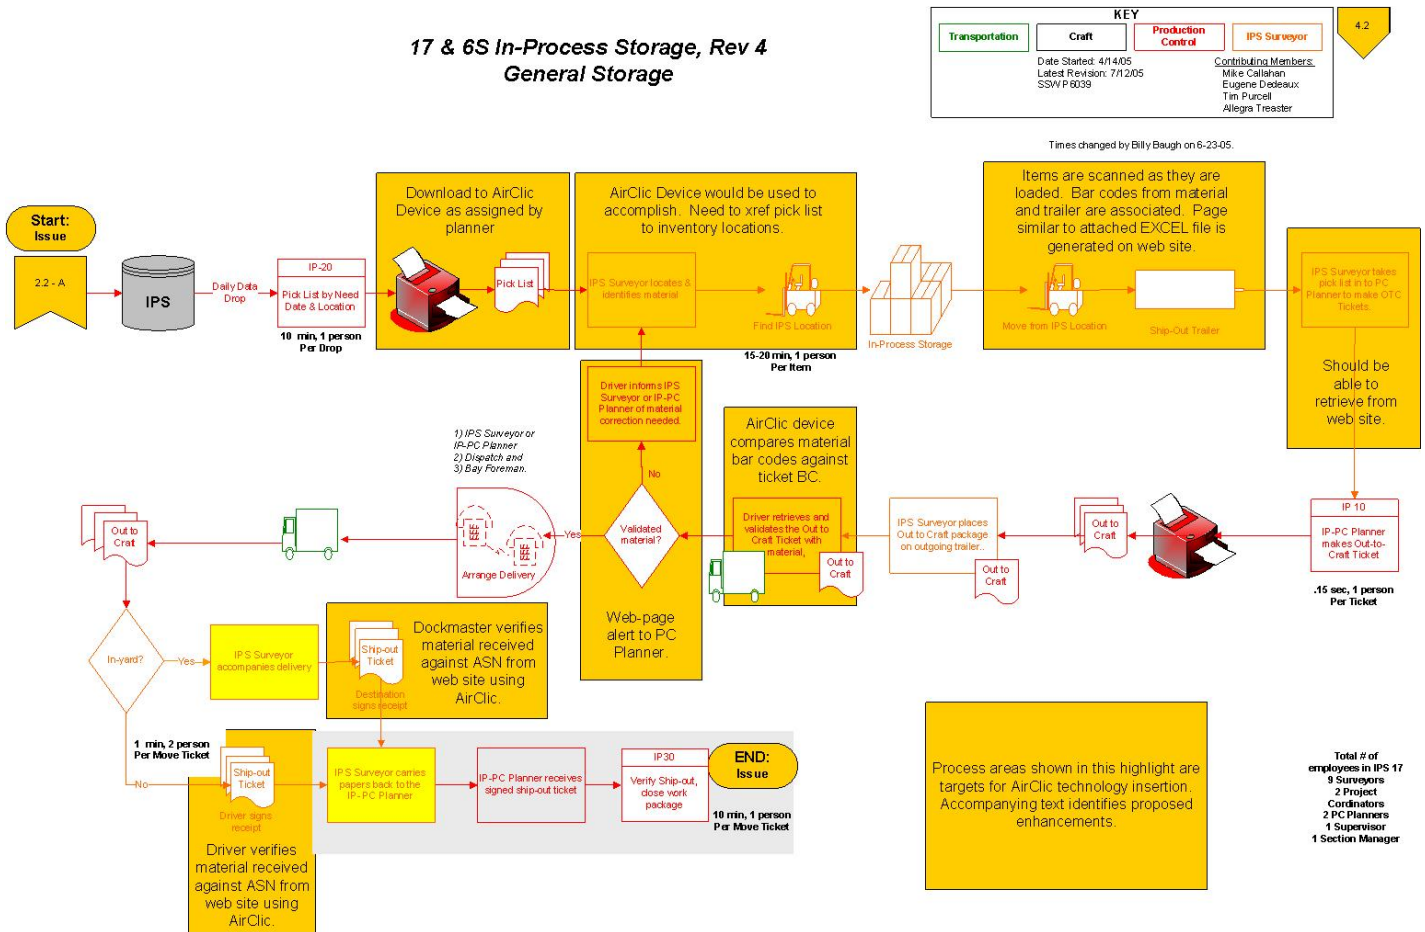 17 & 6S In-Process Storage, Rev 4
General Storage
KEY
Transportation
Craft
Production
Control
IPS Surveyor
Date Started: 4/14/05
Latest Revision: 7/12/05
SSWP6039
Contributing Members:
Mike Callahan
Eugene Dedeaux
Tim Purcell
Allegra Treaster
4.2
Times changed by Billy Baugh on 6-23-05.
Start:
Issue
2.2 - A
IPS
Daily Data
Drop
IP-20
Pick List by Need
Date & Location
10 min, 1 person
Per Drop
Download to AirClic
Device as assigned by
planner
Pick List
AirClic Device would be used to
accomplish. Need to xref pick list
to inventory locations.
IPS Surveyor locates &
identifies material
Find IPS Location
15-20 min, 1 person
Per Item
In-Process Storage
Items are scanned as they are
loaded. Bar codes from material
and trailer are associated. Page
similar to attached EXCEL file is
generated on web site.
Move from IPS Location
Ship-Out Trailer
IPS Surveyor takes
pick list in to PC
Planner to make OTC
Tickets.
Should be
able to
retrieve from
web site.
Driver informs IPS
Surveyor or IP-PC
Planner of material
correction needed.
No
Validated
material?
Yes
Web-page
alert to PC
Planner.
1) IPS Surveyor or
IP-PC Planner
2) Dispatch and
3) Bay Foreman.
Arrange Delivery
AirClic device
compares material
bar codes against
ticket BC.
Driver retrieves and
validates the Out to
Craft Ticket with
material,
Out to
Craft
IPS Surveyor places
Out to Craft package
on outgoing trailer..
Out to
Craft
Out to
Craft
IP 10
IP-PC Planner
makes Out-to-
Craft Ticket
.15 sec, 1 person
Per Ticket
Out to
Craft
In-yard?
Yes
IPS Surveyor
accompanies delivery
Ship-out
Ticket
Destination
signs receipt
Dockmaster verifies
material received
against ASN from
web site using
AirClic.
1 min, 2 person
Per Move Ticket
No
Ship-out
Ticket
Driver signs
receipt
Driver verifies
material received
against ASN from
web site using
AirClic.
IPS Surveyor carries
papers back to the
IP-PC Planner
IP-PC Planner receives
signed ship-out ticket
IP30
Verify Ship-out,
close work
package
END:
Issue
10 min, 1 person
Per Move Ticket
Process areas shown in this highlight are
targets for AirClic technology insertion.
Accompanying text identifies proposed
enhancements.
Total # of
employees in IPS 17
9 Surveyors
2 Project
Cordinators
2 PC Planners
1 Supervisor
1 Section Manager